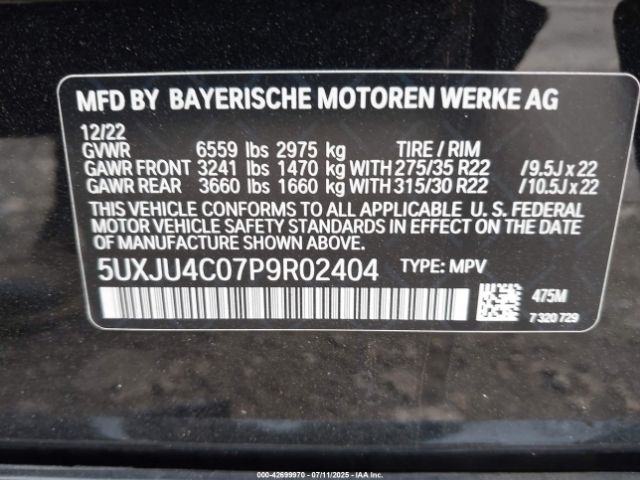 MFD BY BAYERISCHE MOTOREN WERKE AG
12/22
GVWR 6559 lbs 2975 kg TIRE / RIM
GAWR FRONT 3241 lbs 1470 kg WITH 275/35 R22 / 9.5J x 22
GAWR REAR 3660 lbs 1660 kg WITH 315/30 R22 / 10.5J x 22
THIS VEHICLE CONFORMS TO ALL APPLICABLE U. S. FEDERAL
MOTOR VEHICLE SAFETY STANDARDS IN EFFECT ON THE
DATE OF MANUFACTURE SHOWN ABOVE.
5UXJU4C07P9R02404 TYPE: MPV
475M
7 320 729
000-42699970 - 07/11/2025 - IAA, Inc.